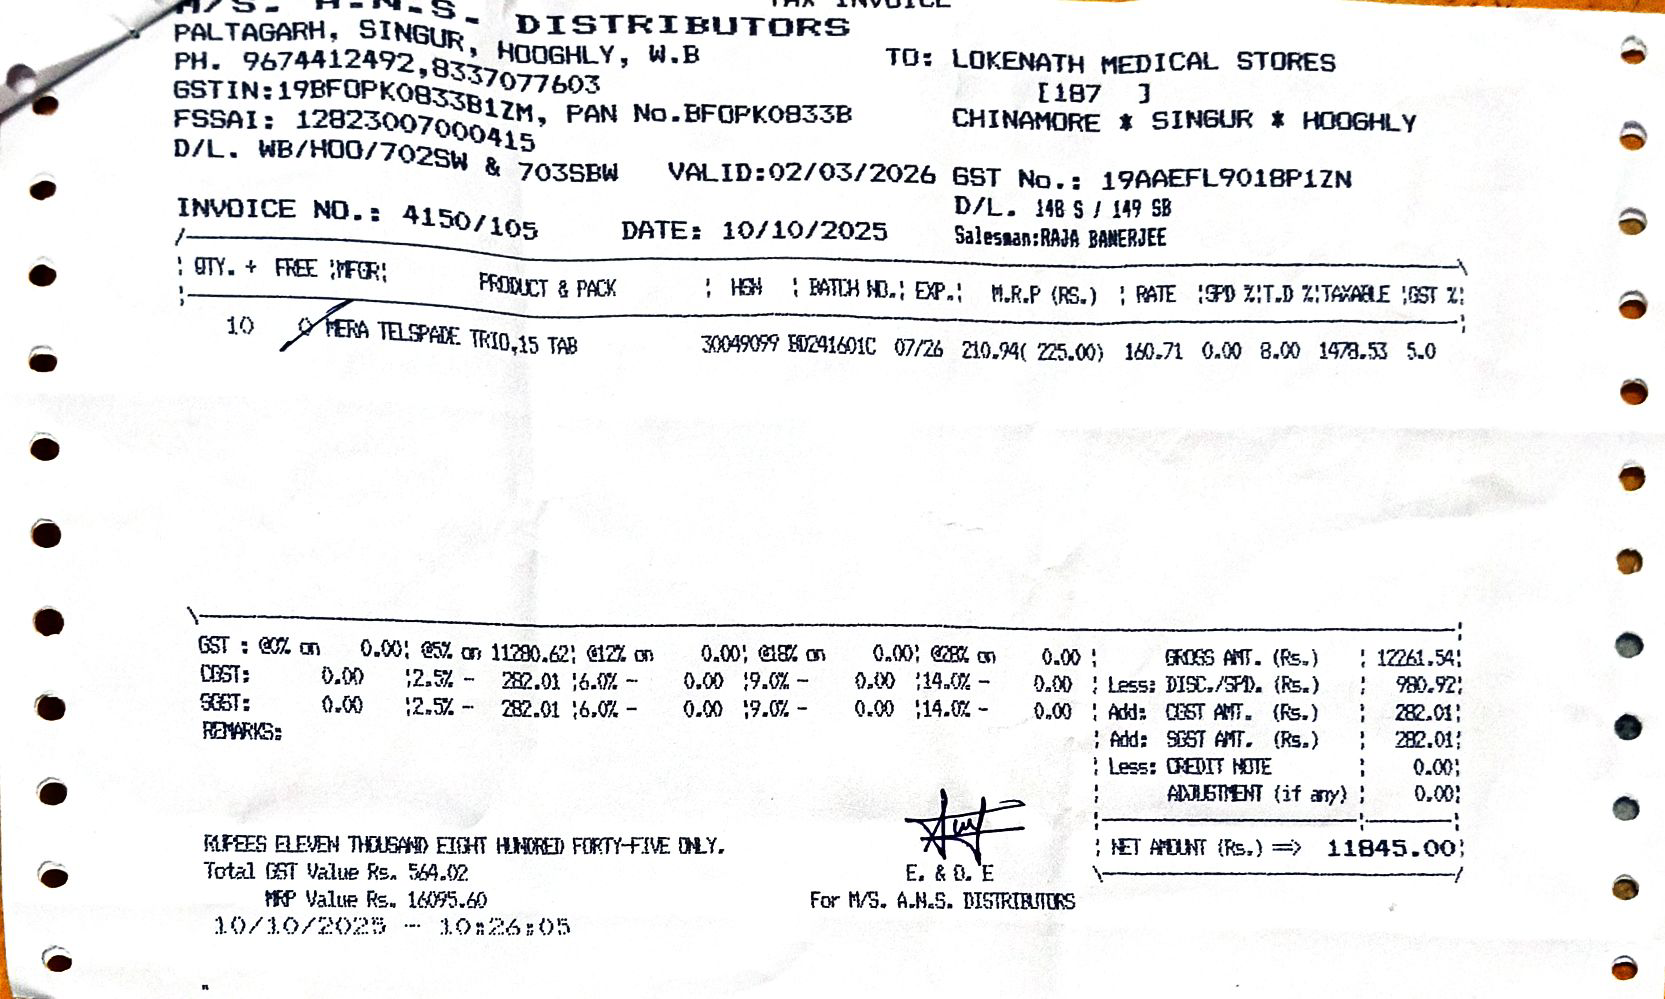 TAX INVOICE
M/S. A.N.S. DISTRIBUTORS
PALTAGARH, SINGUR, HOOGHLY, W.B
PH. 9674412492,8337077603
GSTIN:19BFOPK0833B1ZM, PAN No.BFOPK0833B
FSSAI: 12823007000415
D/L. WB/HOO/702SW & 703SBW VALID:02/03/2026
INVOICE NO.: 4150/105 DATE: 10/10/2025
TO: LOKENATH MEDICAL STORES
[187 ]
CHINAMORE * SINGUR * HOOGHLY
GST No.: 19AAEFL9018P1ZN
D/L. 148 S / 149 SB
Salesman:RAJA BANERJEE
QTY. + FREE MFGR PRODUCT & PACK HSN BATCH NO. EXP. M.R.P (RS.) RATE SPD % T.D % TAXABLE GST %
10 0 MERA TELSPADE TRIO,15 TAB 30049099 BD241601C 07/26 210.94( 225.00) 160.71 0.00 8.00 1478.53 5.0
GST : @0% on 0.00 @5% on 11280.62 @12% on 0.00 @18% on 0.00 @28% on 0.00
CGST: 0.00 2.5% - 282.01 6.0% - 0.00 9.0% - 0.00 14.0% - 0.00
SGST: 0.00 2.5% - 282.01 6.0% - 0.00 9.0% - 0.00 14.0% - 0.00
REMARKS:
GROSS AMT. (Rs.) 12261.54
Less: DISC./SPD. (Rs.) 980.92
Add: CGST AMT. (Rs.) 282.01
Add: SGST AMT. (Rs.) 282.01
Less: CREDIT NOTE 0.00
ADJUSTMENT (if any) 0.00
NET AMOUNT (Rs.) => 11845.00
RUPEES ELEVEN THOUSAND EIGHT HUNDRED FORTY-FIVE ONLY.
Total GST Value Rs. 564.02
MRP Value Rs. 16095.60
10/10/2025 - 10:26:05
E. & O. E
For M/S. A.N.S. DISTRIBUTORS